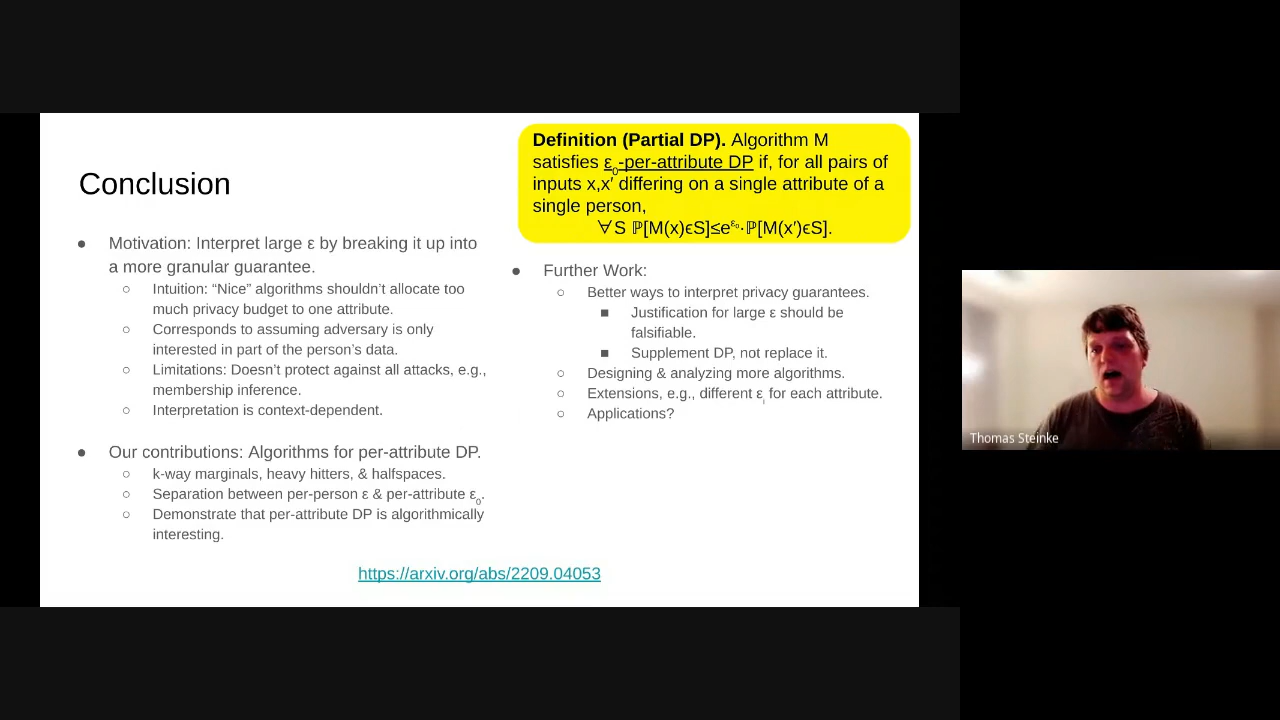 Conclusion
● Motivation: Interpret large ε by breaking it up into
a more granular guarantee.
○ Intuition: “Nice” algorithms shouldn’t allocate too
much privacy budget to one attribute.
○ Corresponds to assuming adversary is only
interested in part of the person’s data.
○ Limitations: Doesn’t protect against all attacks, e.g.,
membership inference.
○ Interpretation is context-dependent.
● Our contributions: Algorithms for per-attribute DP.
○ k-way marginals, heavy hitters, & halfspaces.
○ Separation between per-person ε & per-attribute ε₀.
○ Demonstrate that per-attribute DP is algorithmically
interesting.
Definition (Partial DP). Algorithm M
satisfies ε₀-per-attribute DP if, for all pairs of
inputs x,x′ differing on a single attribute of a
single person,
∀S ℙ[M(x)ϵS]≤e^ε₀·ℙ[M(x′)ϵS].
● Further Work:
○ Better ways to interpret privacy guarantees.
■ Justification for large ε should be
falsifiable.
■ Supplement DP, not replace it.
○ Designing & analyzing more algorithms.
○ Extensions, e.g., different εᵢ for each attribute.
○ Applications?
https://arxiv.org/abs/2209.04053
Thomas Steinke